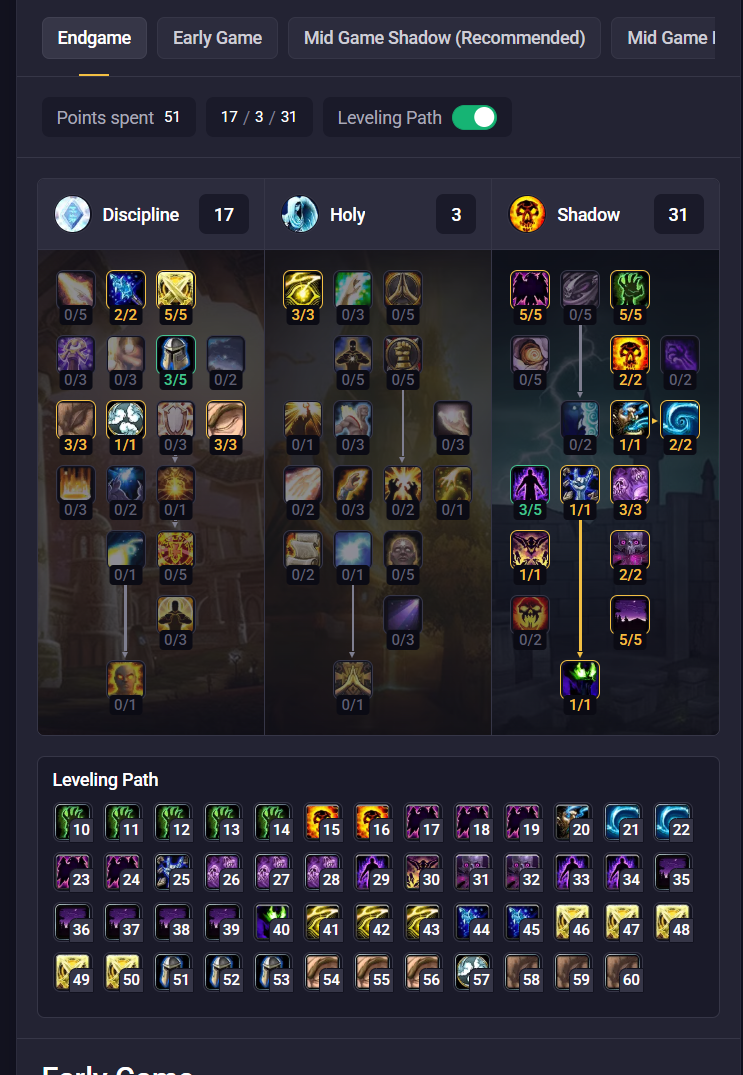 Endgame Early Game Mid Game Shadow (Recommended)
Points spent 51 17 / 3 / 31 Leveling Path
Discipline 17 Holy 3 Shadow 31
0/5 2/2 5/5 3/3 0/3 0/5 5/5 0/5 5/5
0/3 0/3 3/5 0/2 0/5 0/5 0/5 2/2 0/2
3/3 1/1 0/3 3/3 0/1 0/3 0/3 0/2 1/1 2/2
0/3 0/2 0/1 0/2 0/3 0/2 0/1 3/5 1/1 3/3
0/1 0/5 0/2 0/1 0/5 1/1 2/2
0/3 0/3 0/2 5/5
0/1 0/1 1/1
Leveling Path
10 11 12 13 14 15 16 17 18 19 20 21 22
23 24 25 26 27 28 29 30 31 32 33 34 35
36 37 38 39 40 41 42 43 44 45 46 47 48
49 50 51 52 53 54 55 56 57 58 59 60
Early Game